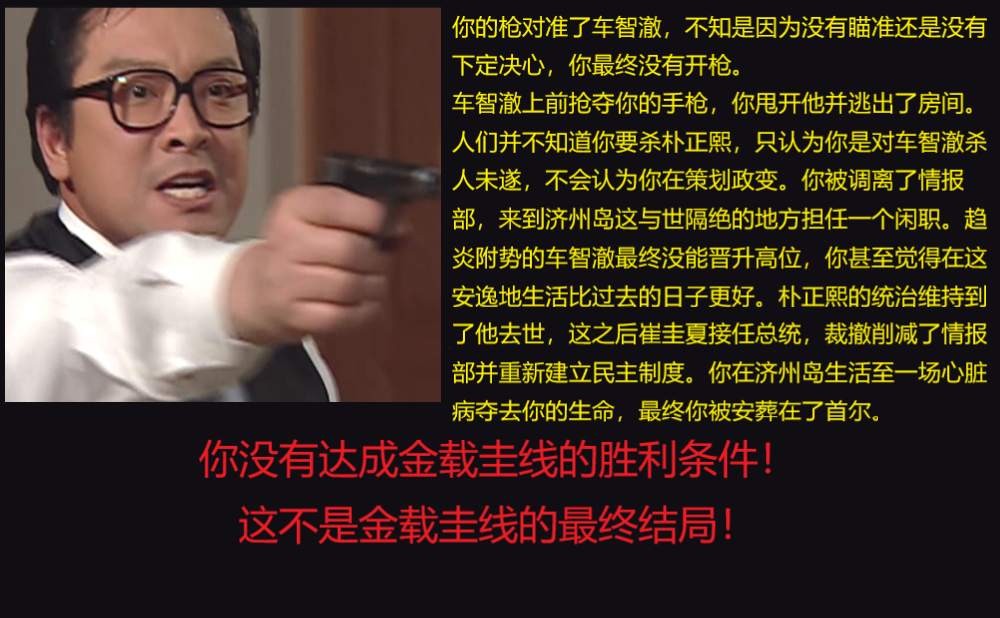 你的枪对准了车智澈，不知是因为没有瞄准还是没有
下定决心，你最终没有开枪。
车智澈上前抢夺你的手枪，你甩开他并逃出了房间。
人们并不知道你要杀朴正熙，只认为你是对车智澈杀
人未遂，不会认为你在策划政变。你被调离了情报
部，来到济州岛这与世隔绝的地方担任一个闲职。趋
炎附势的车智澈最终没能晋升高位，你甚至觉得在这
安逸地生活比过去的日子更好。朴正熙的统治维持到
了他去世，这之后崔圭夏接任总统，裁撤削减了情报
部并重新建立民主制度。你在济州岛生活至一场心脏
病夺去你的生命，最终你被安葬在了首尔。
你没有达成金载圭线的胜利条件！
这不是金载圭线的最终结局！